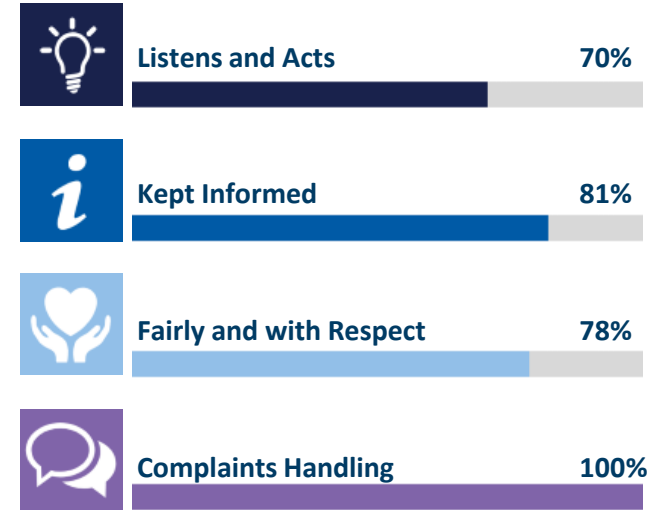 Listens and Acts 70%
Kept Informed 81%
Fairly and with Respect 78%
Complaints Handling 100%